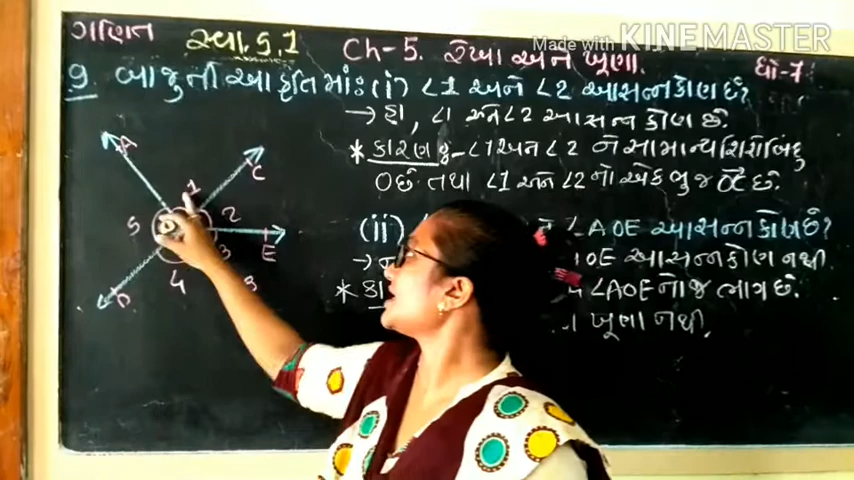 ગણિત સ્વા.5.1 Ch-5. રેખા અને ખૂણા. ધો-7
Made with KINEMASTER
9. બાજુની આકૃતિમાં: (i) ∠1 અને ∠2 આસન્નકોણ છે?
→ હા, ∠1 અને ∠2 આસન્ન કોણ છે.
* કારણ કે - ∠1 અને ∠2 ને સામાન્ય શિરોબિંદુ
O છે તથા ∠1 અને ∠2 નો એક ભુજ OC છે.
(ii) ∠AOE આસન્નકોણ છે?
→ OE આસન્નકોણ નથી.
* ∠AOE નો જ ભાગ છે.
ખૂણા નથી.
A
C
1
2
5
O
3
E
4
D